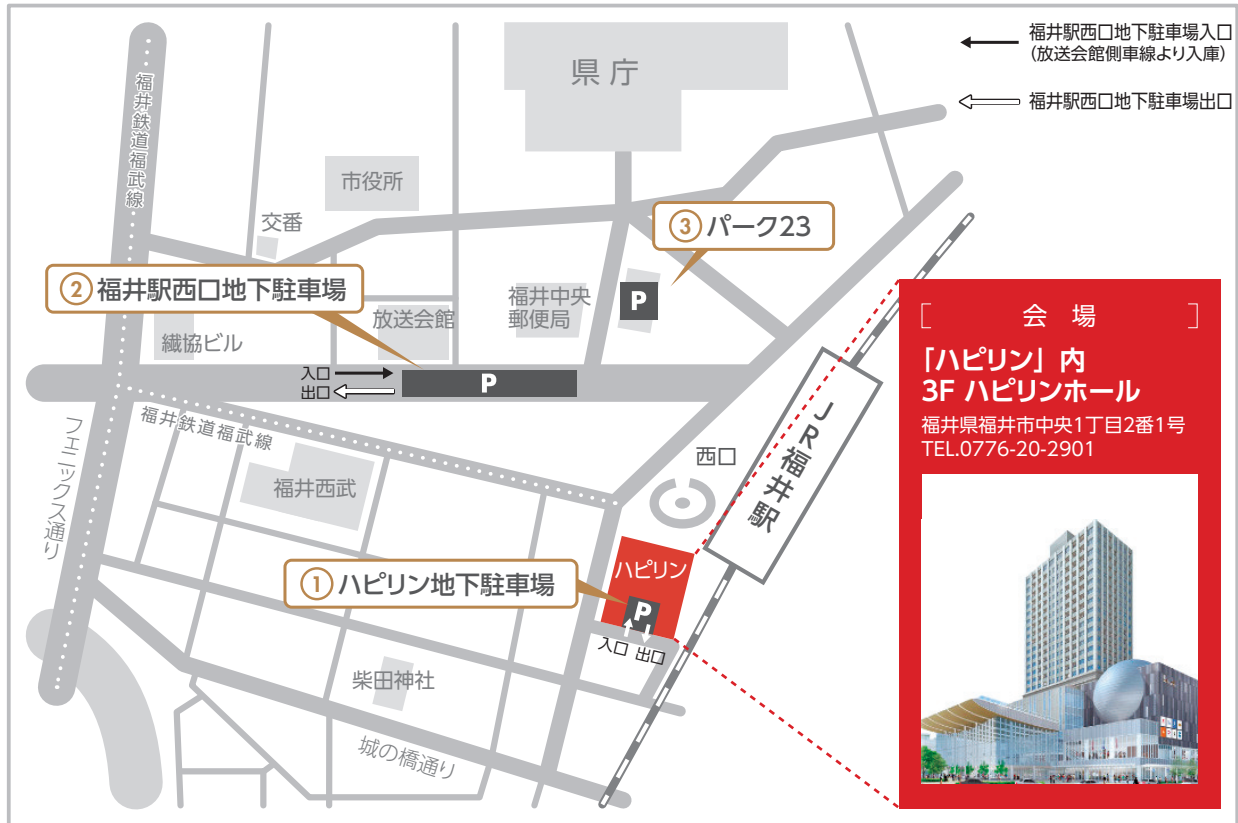 福井駅西口地下駐車場入口
(放送会館側車線より入庫)
福井駅西口地下駐車場出口
県庁
福井鉄道福武線
市役所
交番
③ パーク23
② 福井駅西口地下駐車場
P
福井中央
郵便局
放送会館
繊協ビル
入口
出口
P
福井鉄道福武線
フェニックス通り
福井西武
西口
JR福井駅
ハピリン
① ハピリン地下駐車場
P
入口 出口
柴田神社
城の橋通り
[ 会場 ]
「ハピリン」内
3F ハピリンホール
福井県福井市中央1丁目2番1号
TEL.0776-20-2901